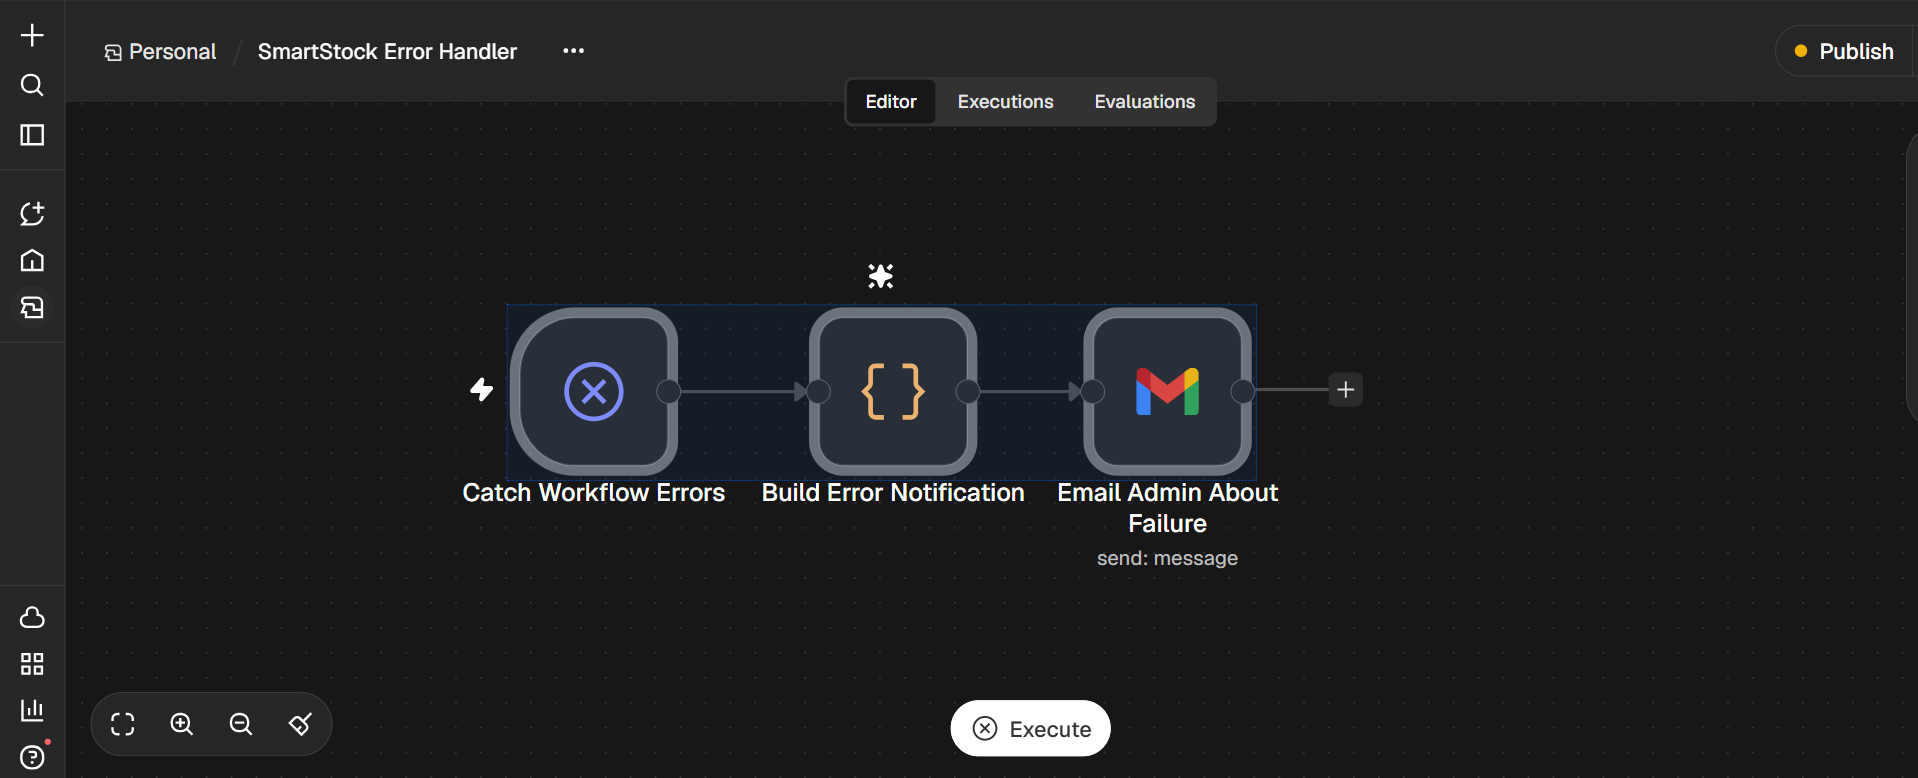 Personal / SmartStock Error Handler
Publish
Editor
Executions
Evaluations
Catch Workflow Errors
Build Error Notification
Email Admin About
Failure
send: message
Execute